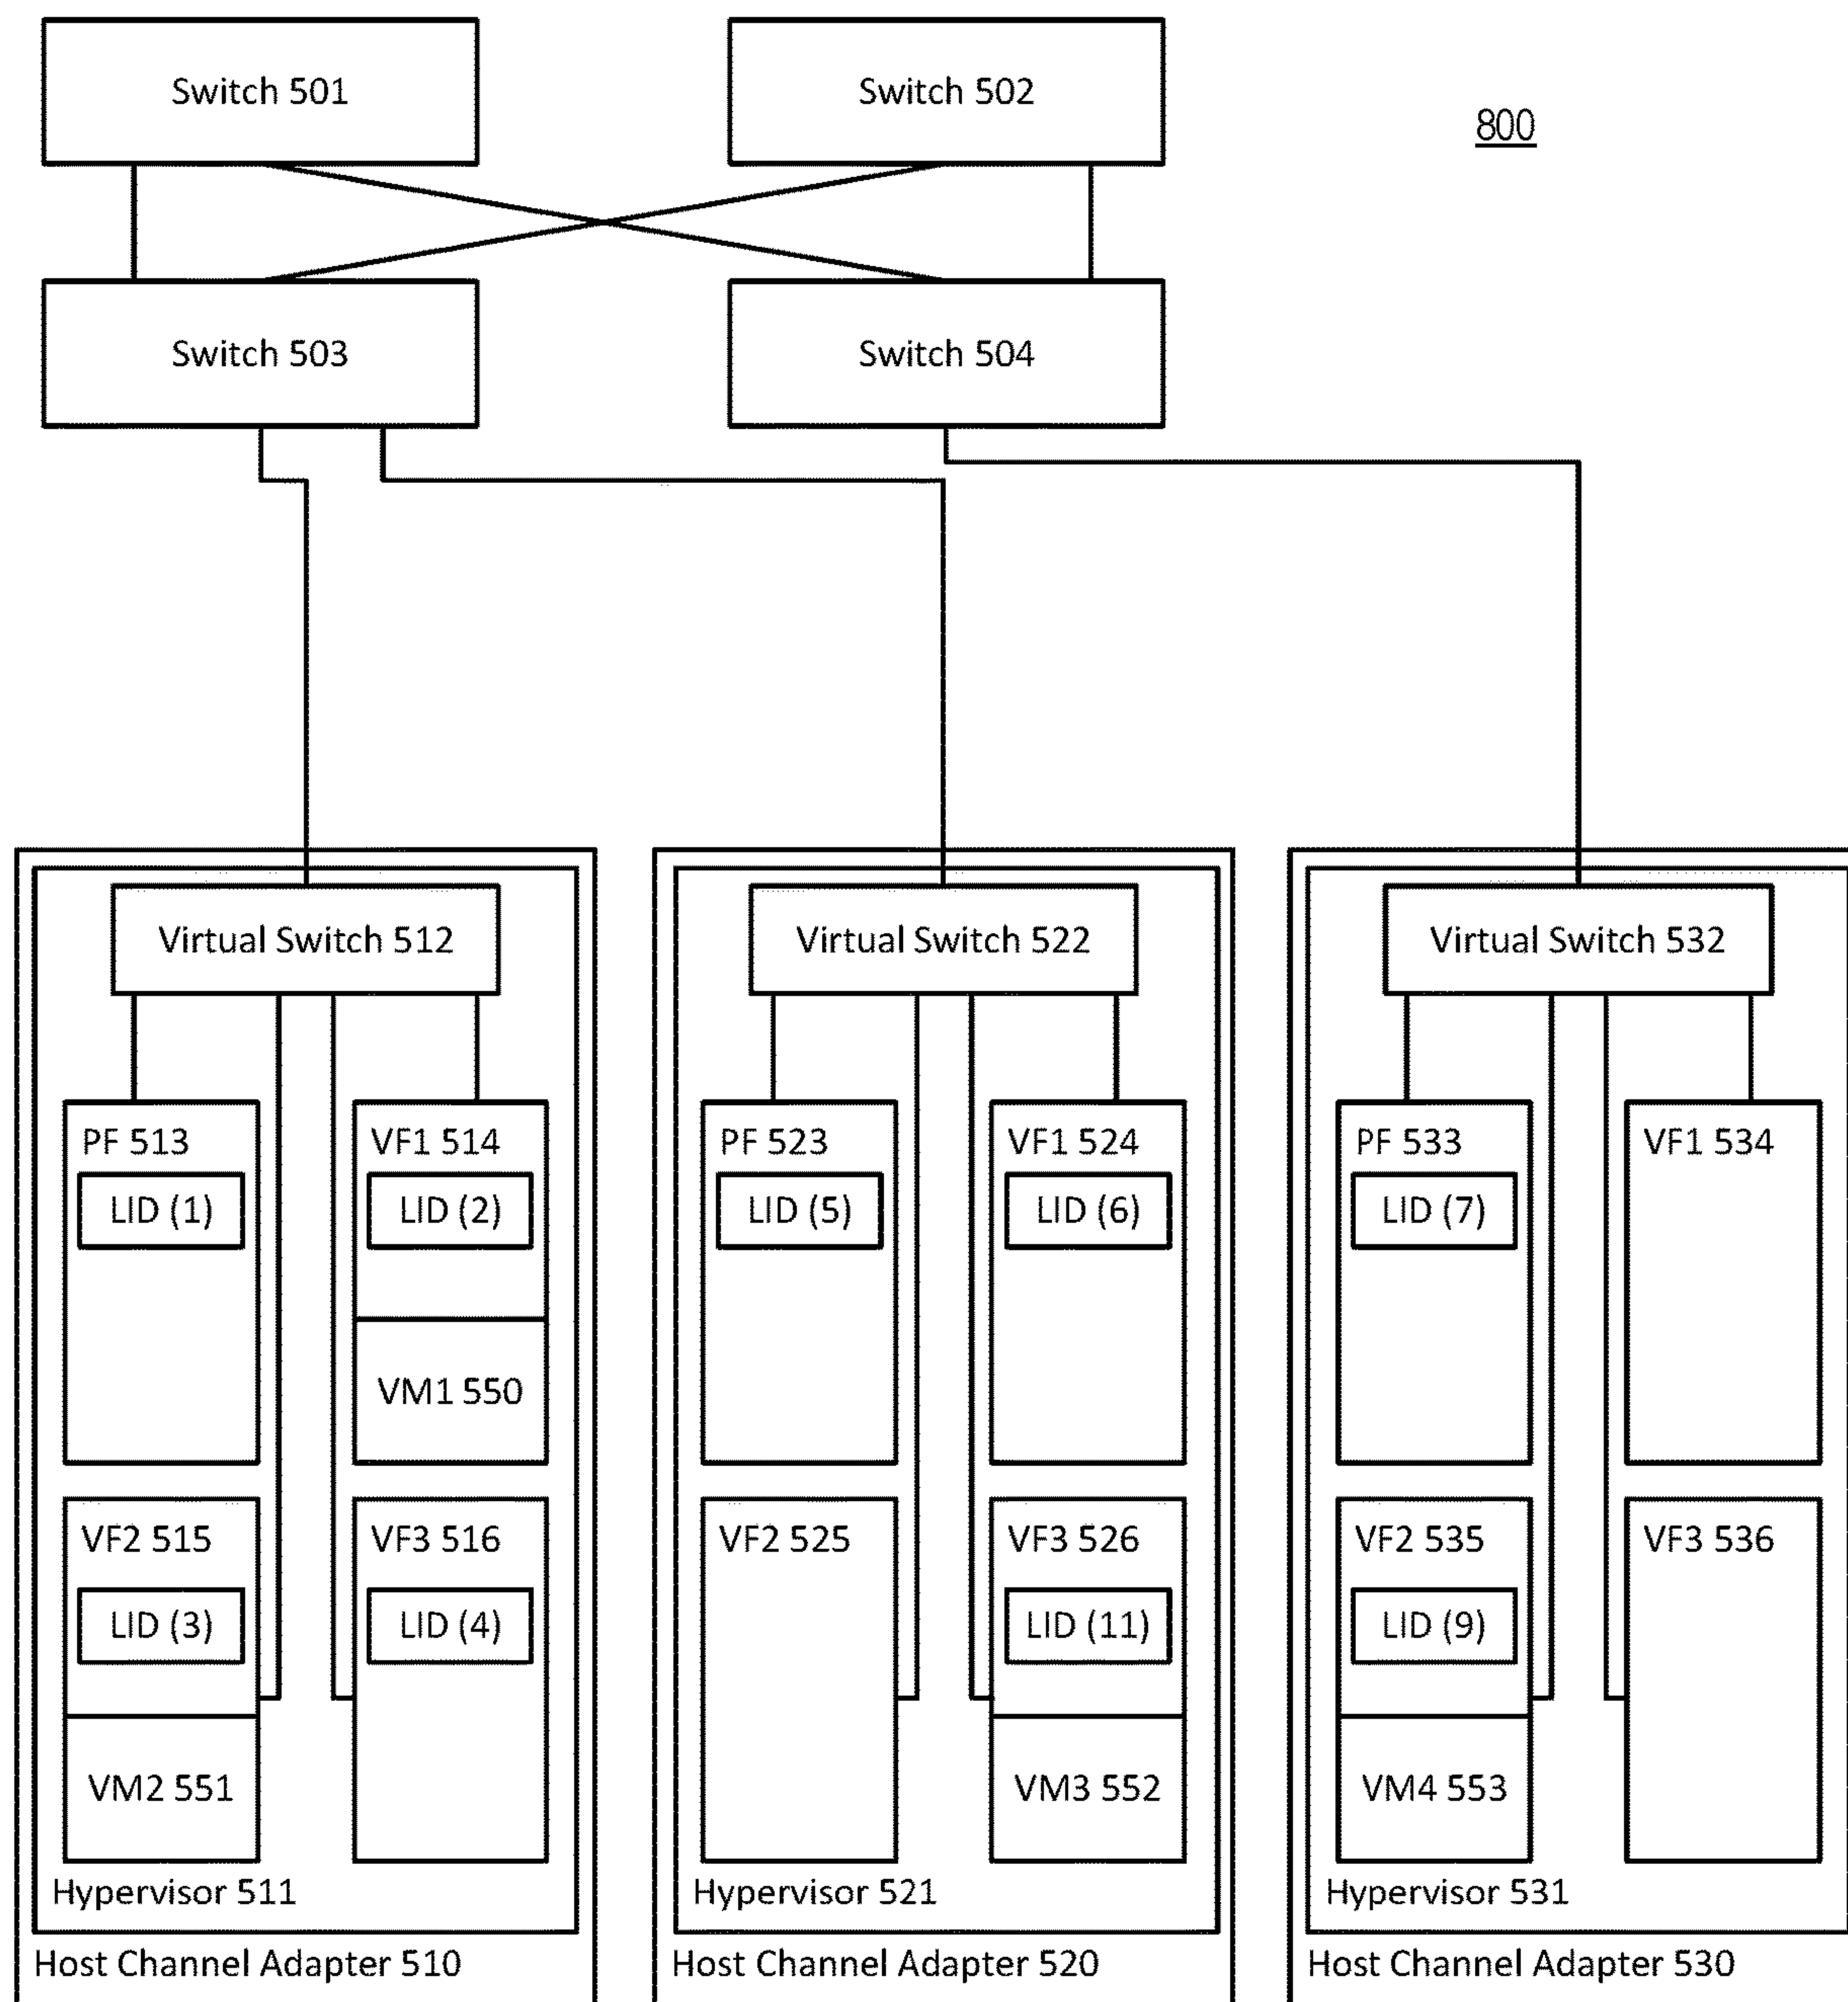 Switch 501
Switch 502
800
Switch 503
Switch 504
Virtual Switch 512
Virtual Switch 522
Virtual Switch 532
PF 513
LID (1)
VF1 514
LID (2)
VM1 550
PF 523
LID (5)
VF1 524
LID (6)
PF 533
LID (7)
VF1 534
VF2 515
LID (3)
VM2 551
VF3 516
LID (4)
VF2 525
VF3 526
LID (11)
VM3 552
VF2 535
LID (9)
VM4 553
VF3 536
Hypervisor 511
Hypervisor 521
Hypervisor 531
Host Channel Adapter 510
Host Channel Adapter 520
Host Channel Adapter 530